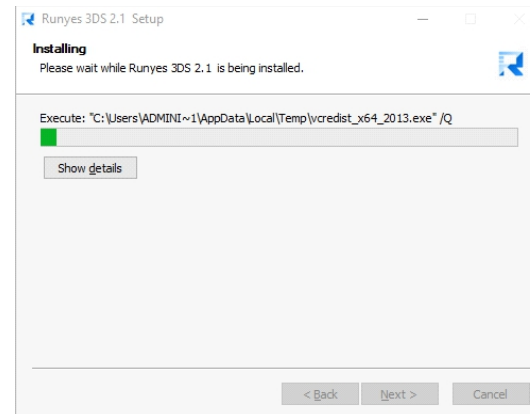 Runyes 3DS 2.1 Setup
Installing
Please wait while Runyes 3DS 2.1 is being installed.
Execute: "C:\Users\ADMINI~1\AppData\Local\Temp\vcredist_x64_2013.exe" /Q
Show details
< Back
Next >
Cancel